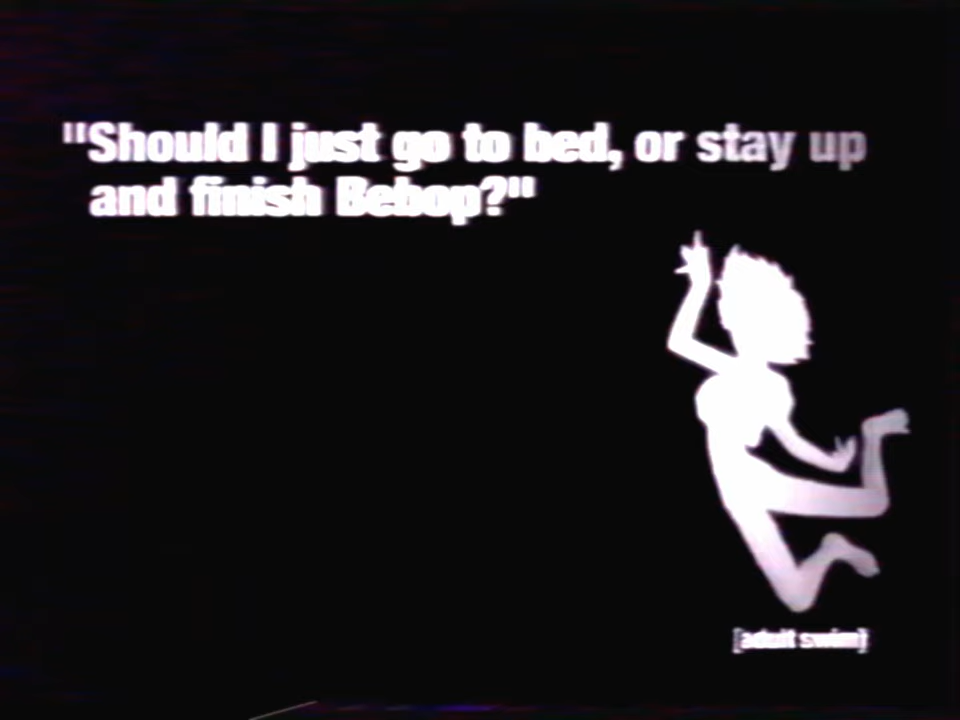 "Should I just go to bed, or stay up
and finish Bebop?"
[adult swim]